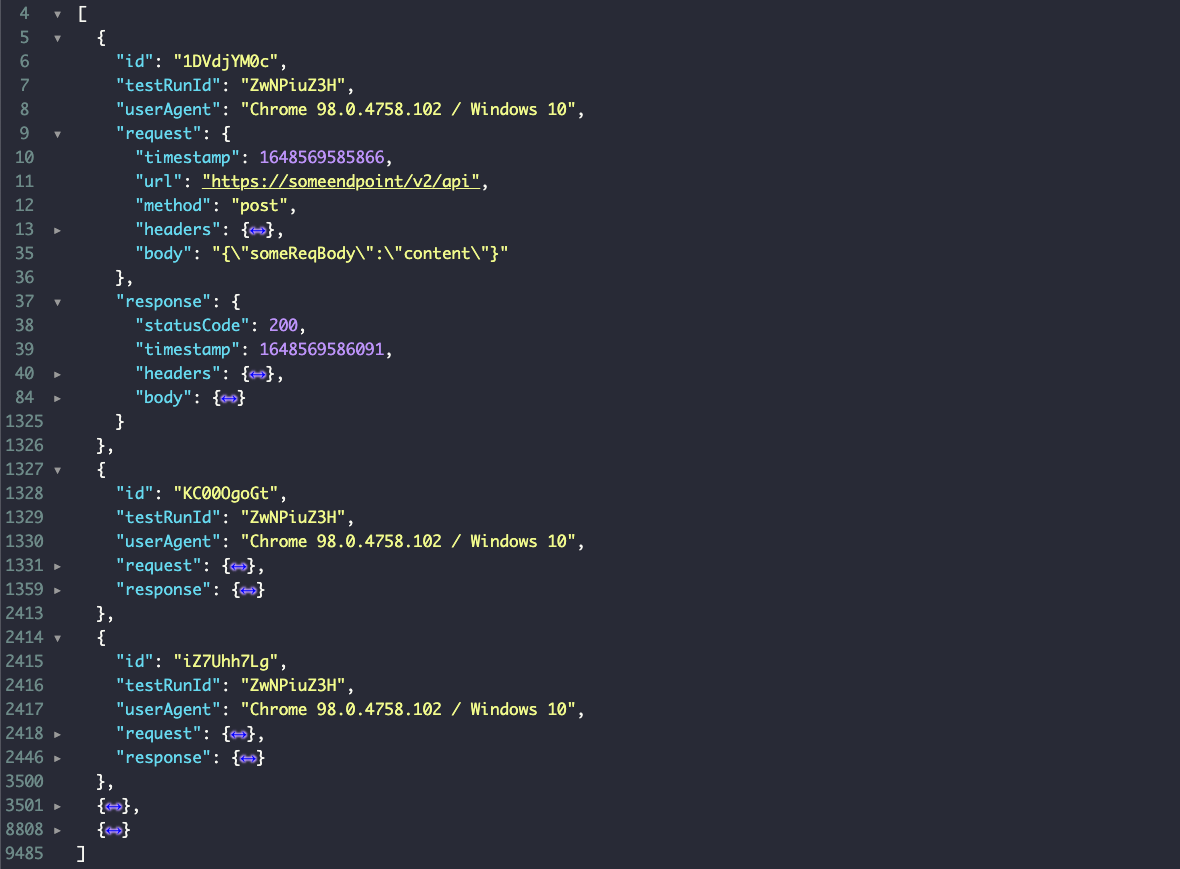 4 ▾ [
5 ▾ {
6 "id": "1DVdjYM0c",
7 "testRunId": "ZwNPiuZ3H",
8 "userAgent": "Chrome 98.0.4758.102 / Windows 10",
9 ▾ "request": {
10 "timestamp": 1648569585866,
11 "url": "https://someendpoint/v2/api",
12 "method": "post",
13 ▸ "headers": {↔},
35 "body": "{\"someReqBody\":\"content\"}"
36 },
37 ▾ "response": {
38 "statusCode": 200,
39 "timestamp": 1648569586091,
40 ▸ "headers": {↔},
84 ▸ "body": {↔}
1325 }
1326 },
1327 ▾ {
1328 "id": "KC00OgoGt",
1329 "testRunId": "ZwNPiuZ3H",
1330 "userAgent": "Chrome 98.0.4758.102 / Windows 10",
1331 ▸ "request": {↔},
1359 ▸ "response": {↔}
2413 },
2414 ▾ {
2415 "id": "iZ7Uhh7Lg",
2416 "testRunId": "ZwNPiuZ3H",
2417 "userAgent": "Chrome 98.0.4758.102 / Windows 10",
2418 ▸ "request": {↔},
2446 ▸ "response": {↔}
3500 },
3501 ▸ {↔},
8808 ▸ {↔}
9485 ]